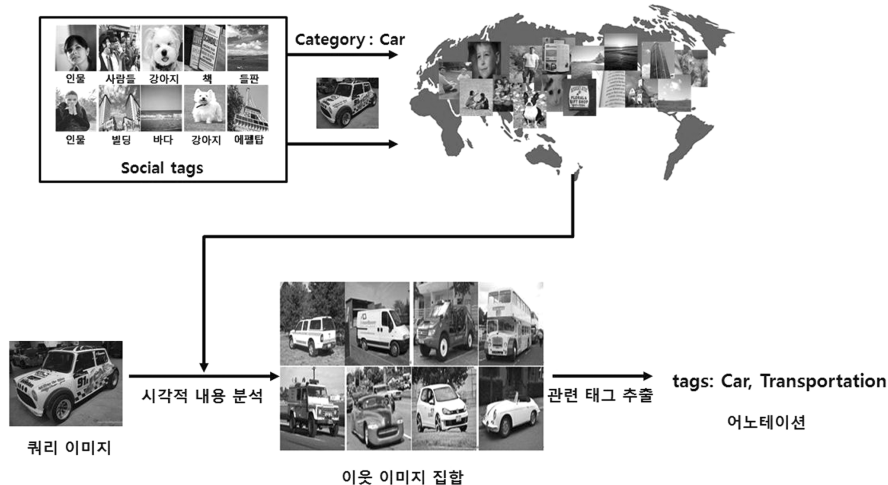 Category : Car
인물 사람들 강아지 책 들판
인물 빌딩 바다 강아지 에펠탑
Social tags
시각적 내용 분석
관련 태그 추출
tags: Car, Transportation
어노테이션
쿼리 이미지
이웃 이미지 집합